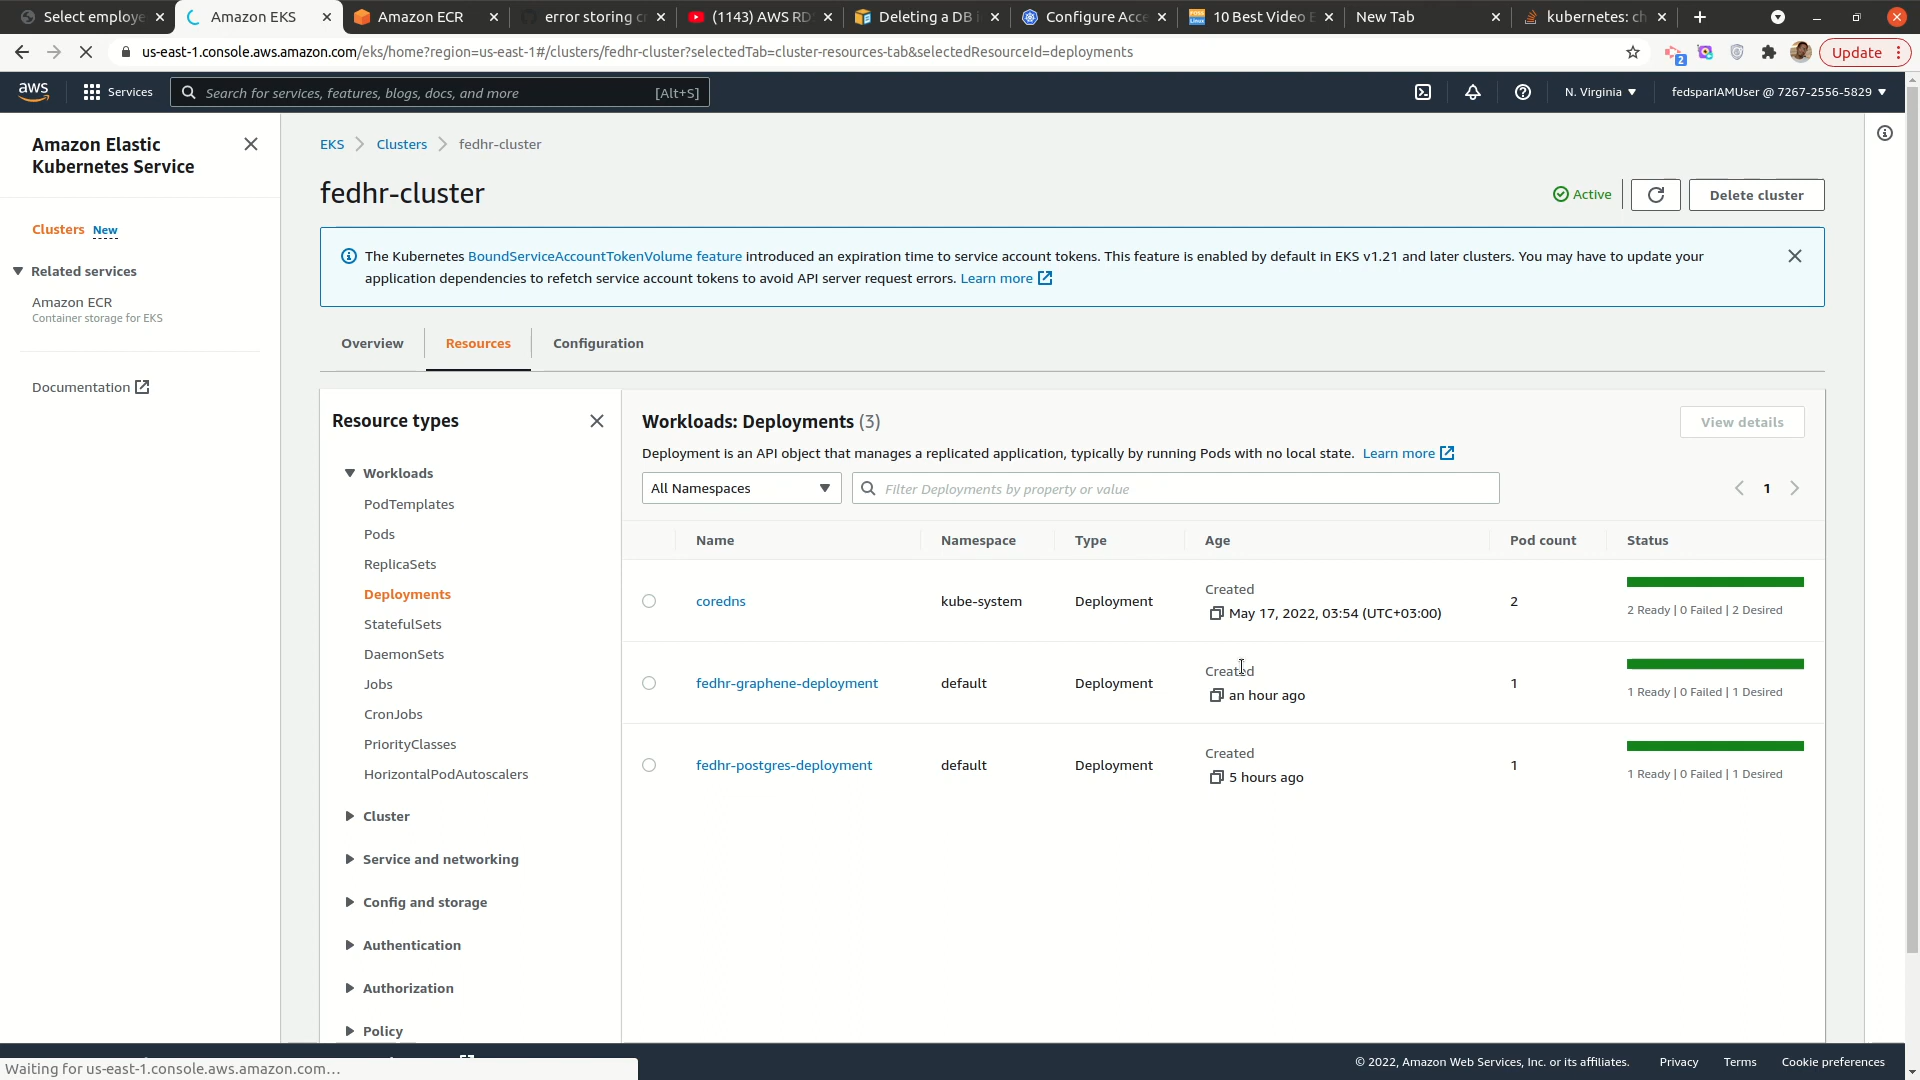 Select employe
Amazon EKS
Amazon ECR
error storing c
(1143) AWS RD
Deleting a DB i
Configure Acce
10 Best Video E
New Tab
kubernetes: ch
us-east-1.console.aws.amazon.com/eks/home?region=us-east-1#/clusters/fedhr-cluster?selectedTab=cluster-resources-tab&selectedResourceId=deployments
2
Update
aws
Services
Search for services, features, blogs, docs, and more
[Alt+S]
N. Virginia
fedsparIAMUser @ 7267-2556-5829
Amazon Elastic
Kubernetes Service
Clusters New
Related services
Amazon ECR
Container storage for EKS
Documentation
EKS
Clusters
fedhr-cluster
fedhr-cluster
Active
Delete cluster
The Kubernetes BoundServiceAccountTokenVolume feature introduced an expiration time to service account tokens. This feature is enabled by default in EKS v1.21 and later clusters. You may have to update your
application dependencies to refetch service account tokens to avoid API server request errors. Learn more
Overview
Resources
Configuration
Resource types
Workloads
PodTemplates
Pods
ReplicaSets
Deployments
StatefulSets
DaemonSets
Jobs
CronJobs
PriorityClasses
HorizontalPodAutoscalers
Cluster
Service and networking
Config and storage
Authentication
Authorization
Policy
Workloads: Deployments (3)
View details
Deployment is an API object that manages a replicated application, typically by running Pods with no local state. Learn more
All Namespaces
Filter Deployments by property or value
1
Name
Namespace
Type
Age
Pod count
Status
coredns
kube-system
Deployment
Created
May 17, 2022, 03:54 (UTC+03:00)
2
2 Ready | 0 Failed | 2 Desired
fedhr-graphene-deployment
default
Deployment
Created
an hour ago
1
1 Ready | 0 Failed | 1 Desired
fedhr-postgres-deployment
default
Deployment
Created
5 hours ago
1
1 Ready | 0 Failed | 1 Desired
Waiting for us-east-1.console.aws.amazon.com...
© 2022, Amazon Web Services, Inc. or its affiliates.
Privacy
Terms
Cookie preferences